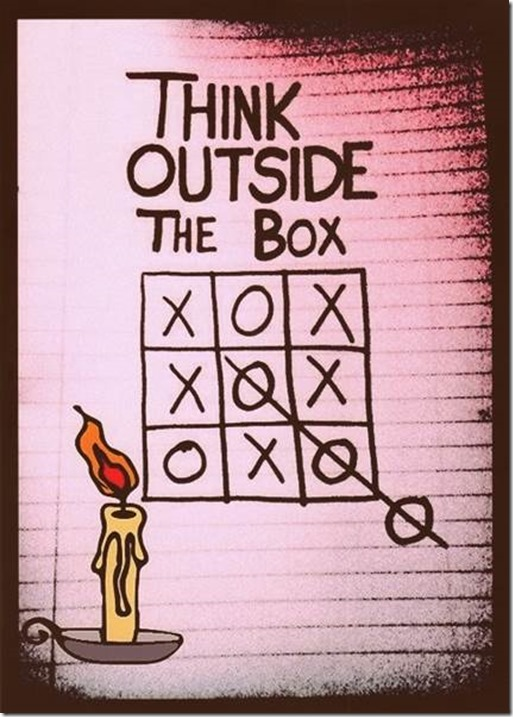 THINK
OUTSIDE
THE BOX
X O X
X O X
O X O
O